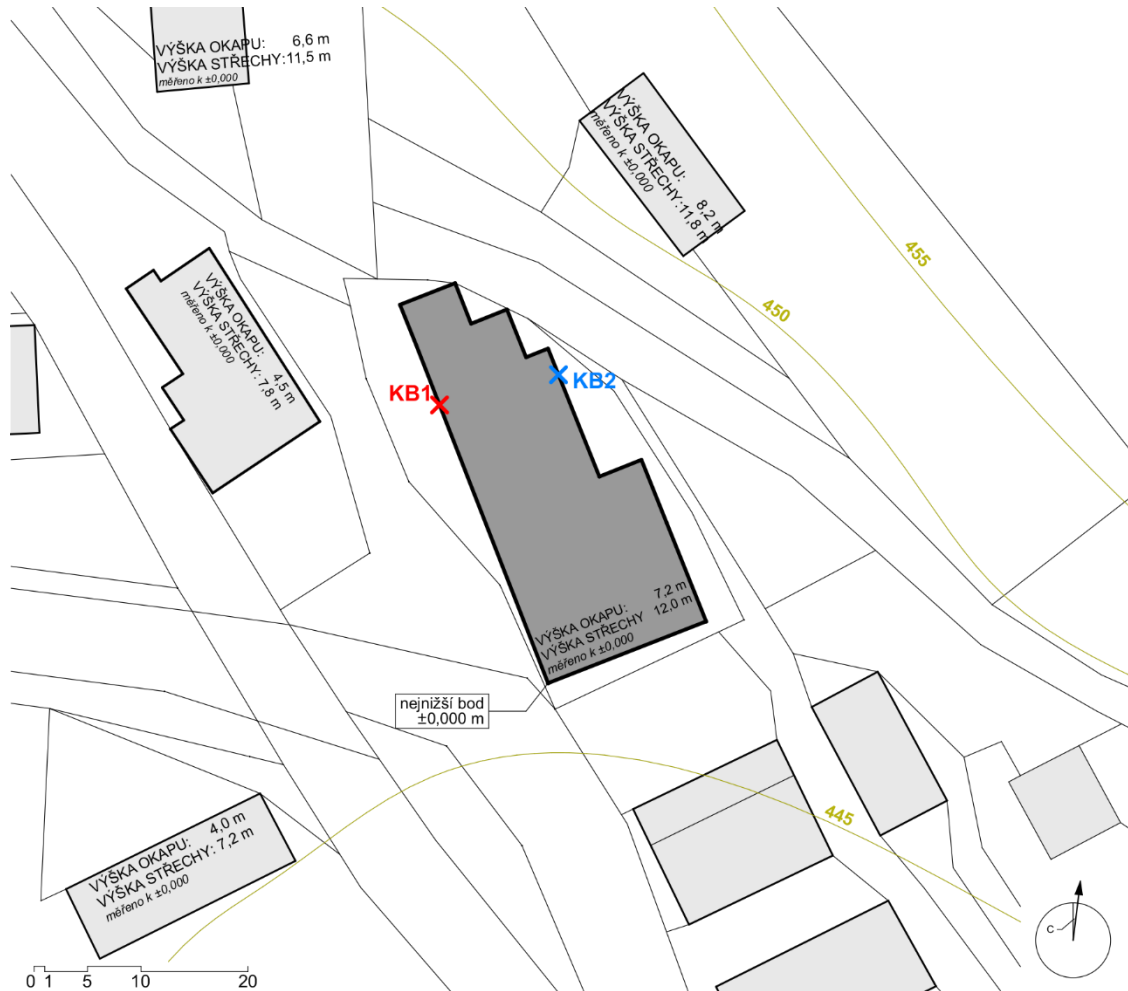 VÝŠKA OKAPU: 6,6 m
VÝŠKA STŘECHY:11,5 m
měřeno k ±0,000
VÝŠKA OKAPU: 8,2 m
VÝŠKA STŘECHY:11,8 m
měřeno k ±0,000
455
450
VÝŠKA OKAPU: 4,5 m
VÝŠKA STŘECHY: 7,8 m
měřeno k ±0,000
KB1
KB2
VÝŠKA OKAPU: 7,2 m
VÝŠKA STŘECHY 12,0 m
měřeno k ±0,000
nejnižší bod
±0,000 m
445
VÝŠKA OKAPU: 4,0 m
VÝŠKA STŘECHY: 7,2 m
měřeno k ±0,000
C
0 1 5 10 20